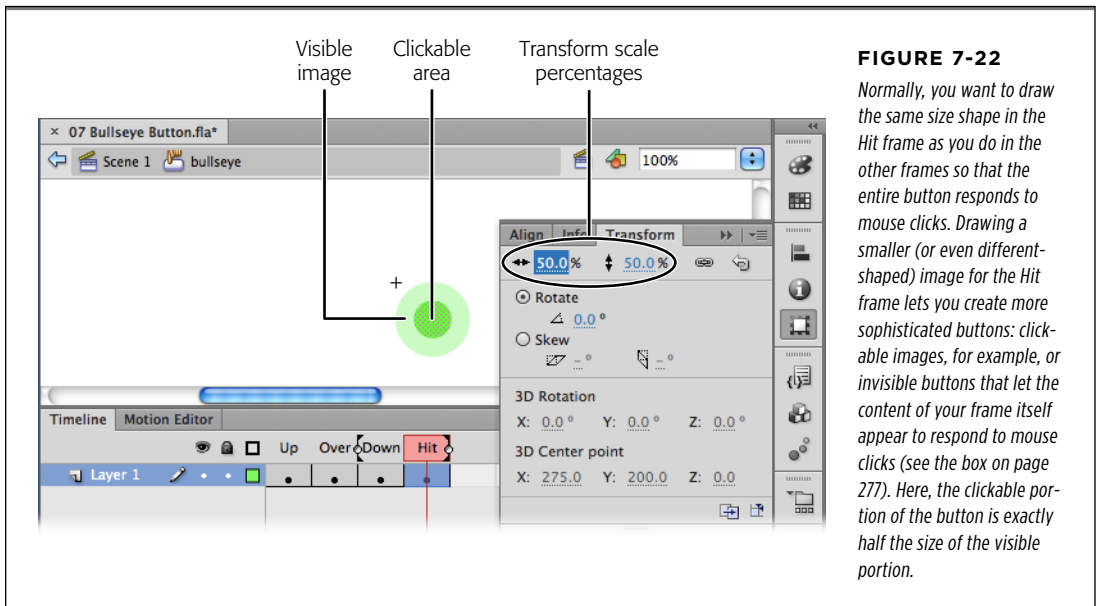 Visible image
Clickable area
Transform scale percentages
× 07 Bullseye Button.fla*
Scene 1 bullseye
100%
Align Info Transform
50.0 % 50.0 %
Rotate
0.0 °
Skew
– ° – °
3D Rotation
X: 0.0 ° Y: 0.0 ° Z: 0.0 °
3D Center point
X: 275.0 Y: 200.0 Z: 0.0
Timeline Motion Editor
Up Over Down Hit
Layer 1
FIGURE 7-22
Normally, you want to draw
the same size shape in the
Hit frame as you do in the
other frames so that the
entire button responds to
mouse clicks. Drawing a
smaller (or even different-
shaped) image for the Hit
frame lets you create more
sophisticated buttons: click-
able images, for example, or
invisible buttons that let the
content of your frame itself
appear to respond to mouse
clicks (see the box on page
277). Here, the clickable por-
tion of the button is exactly
half the size of the visible
portion.